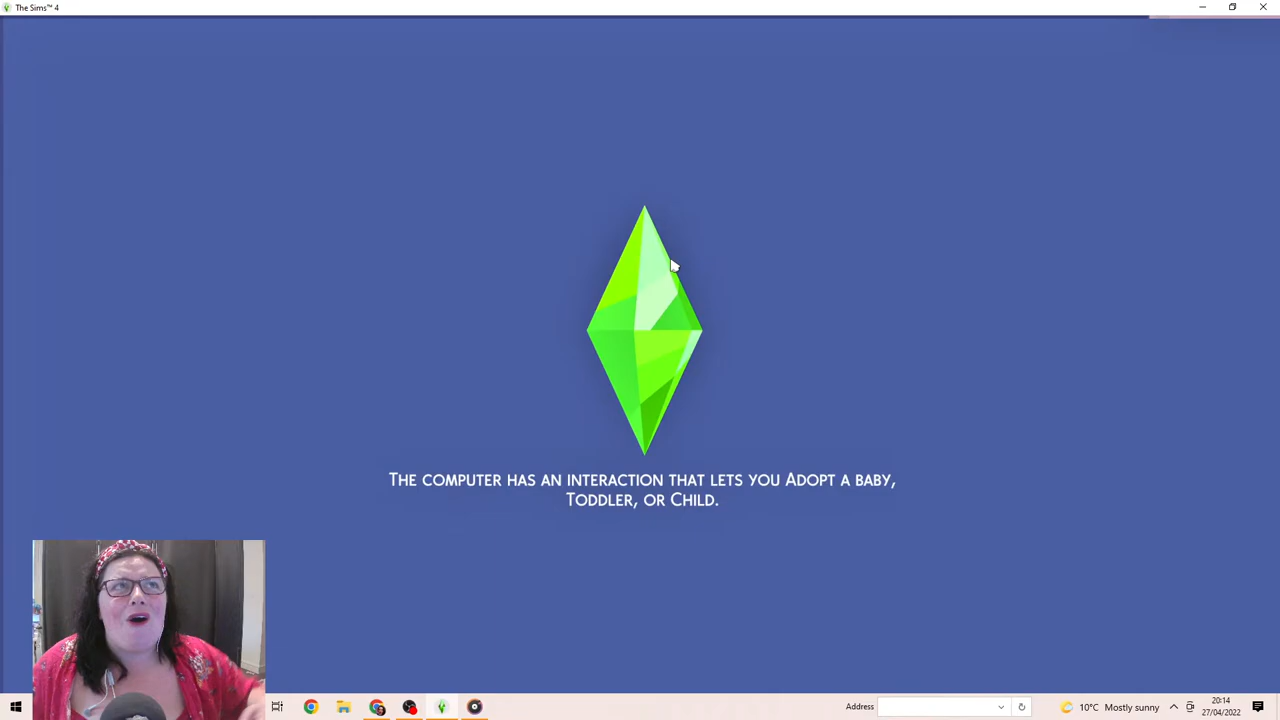 The Sims™ 4
THE COMPUTER HAS AN INTERACTION THAT LETS YOU ADOPT A BABY,
TODDLER, OR CHILD.
Address
10°C Mostly sunny
20:14
27/04/2022